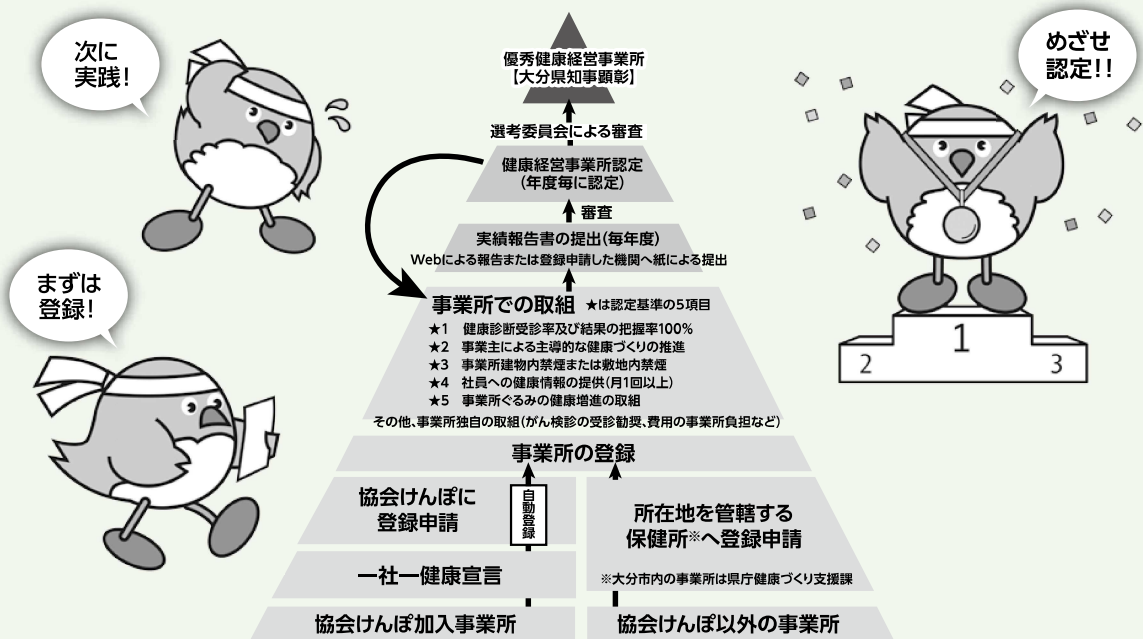 次に
実践!
めざせ
認定!!
まずは
登録!
優秀健康経営事業所
【大分県知事顕彰】
選考委員会による審査
健康経営事業所認定
(年度毎に認定)
審査
実績報告書の提出(毎年度)
Webによる報告または登録申請した機関へ紙による提出
事業所での取組 ★は認定基準の5項目
★1 健康診断受診率及び結果の把握率100%
★2 事業主による主導的な健康づくりの推進
★3 事業所建物内禁煙または敷地内禁煙
★4 社員への健康情報の提供(月1回以上)
★5 事業所ぐるみの健康増進の取組
その他、事業所独自の取組(がん検診の受診勧奨、費用の事業所負担など)
事業所の登録
協会けんぽに
登録申請
自動登録
一社一健康宣言
協会けんぽ加入事業所
所在地を管轄する
保健所※へ登録申請
※大分市内の事業所は県庁健康づくり支援課
協会けんぽ以外の事業所
1
2
3